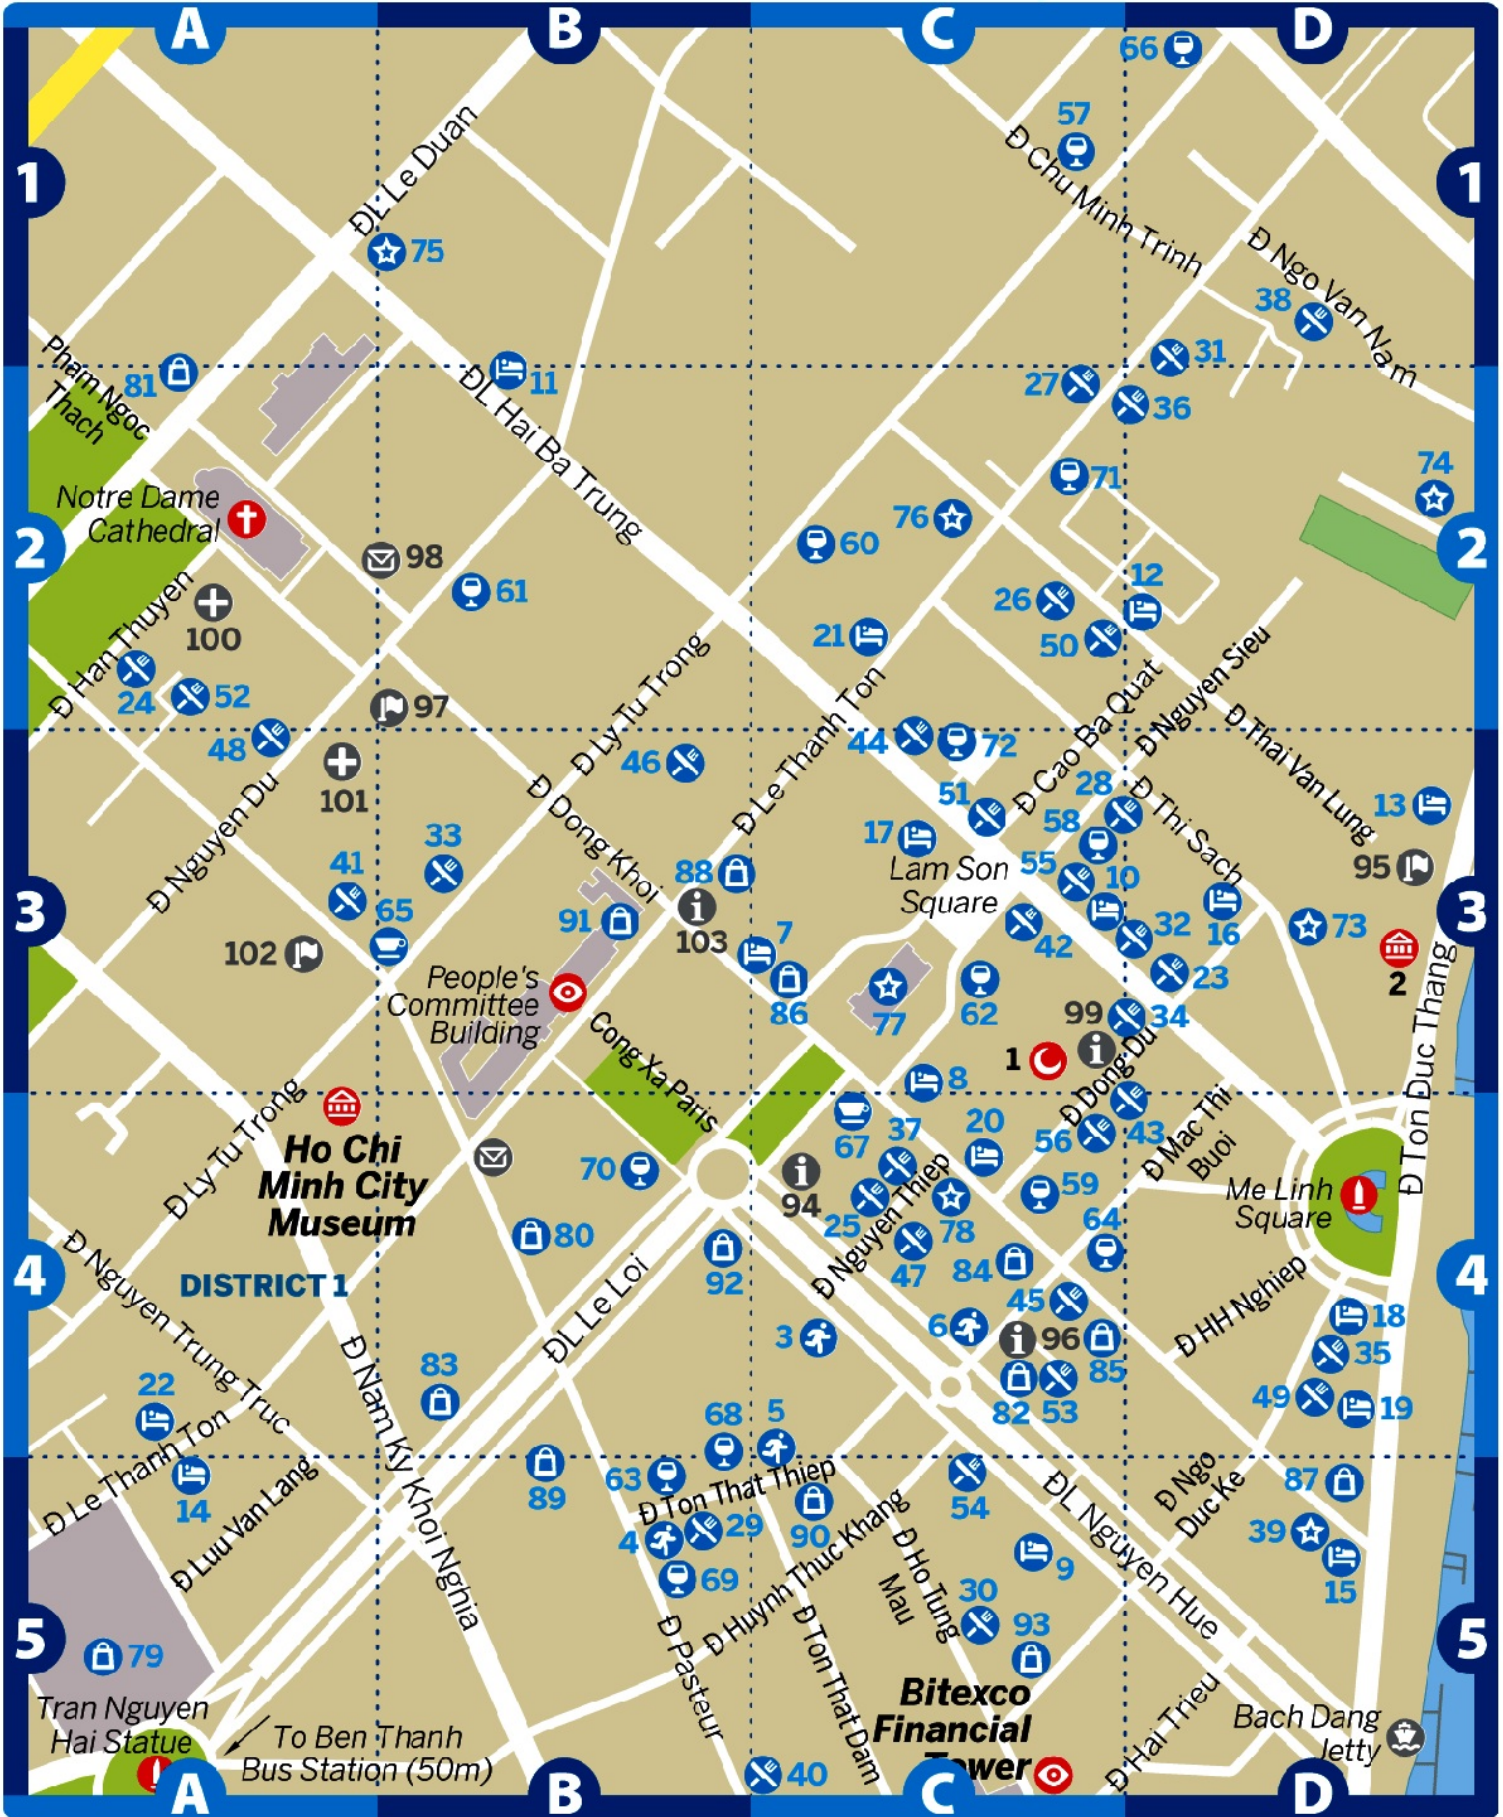 A
B
C
D
66
57
Đ Chu Minh Trinh
1
1
ĐL Le Duan
75
Đ Ngo Van Nam
38
31
Pham Ngoc
Thach
81
11
27
36
ĐL Hai Ba Trung
71
74
Notre Dame
Cathedral
76
60
2
2
98
61
12
26
100
21
50
Đ Han Thuyen
24
52
97
Đ Ly Tu Trong
Đ Le Thanh Ton
Đ Cao Ba Quat
Đ Nguyen Sieu
Đ Thai Van Lung
48
46
44
72
101
Đ Dong Khoi
51
28
Đ Thi Sach
13
Đ Nguyen Du
33
17
58
95
41
88
Lam Son
Square
55
10
3
3
65
91
103
7
42
32
16
73
102
People's
Committee
Building
86
77
62
23
2
99
34
Cong Xa Paris
1
8
Đ Dong Du
Đ Ton Duc Thang
Đ Ly Tu Trong
Ho Chi
Minh City
Museum
67
37
20
56
43
Đ Mac Thi
Buoi
70
94
25
Đ Nguyen Thiep
78
59
Me Linh
Square
80
92
47
84
64
4
4
DISTRICT 1
Đ Nguyen Trung Truc
ĐL Le Loi
45
Đ HH Nghiep
18
3
6
96
85
35
Đ Nam Ky Khoi Nghia
83
22
82
53
49
19
68
5
Đ Le Thanh Ton
14
Đ Luu Van Lang
89
63
Đ Ton That Thiep
90
54
ĐL Nguyen Hue
Đ Ngo
Duc Ke
87
4
29
Đ Huynh Thuc Khang
Đ Ho Tung
Mau
39
69
9
15
30
93
5
5
79
Đ Pasteur
Đ Ton That Dam
Tran Nguyen
Hai Statue
To Ben Thanh
Bus Station (50m)
Bitexco
Financial
Tower
Đ Hai Trieu
Bach Dang
Jetty
40
A
B
C
D